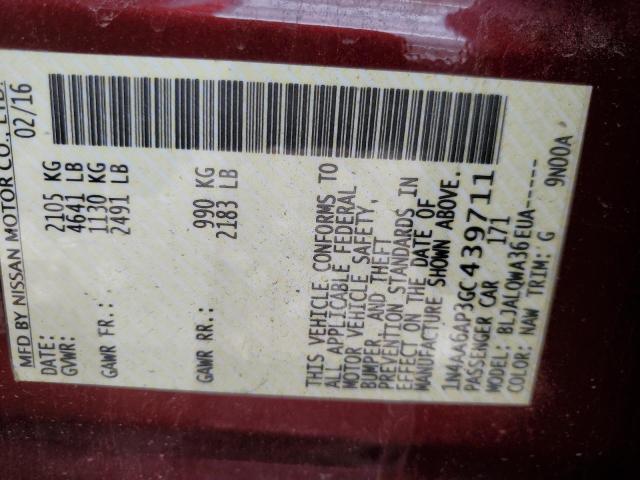 MFD BY NISSAN MOTOR CO., LTD.
DATE: 02/16
GVWR: 2105 KG
4641 LB
GAWR FR.: 1130 KG
2491 LB
GAWR RR.: 990 KG
2183 LB
THIS VEHICLE CONFORMS TO
ALL APPLICABLE FEDERAL
MOTOR VEHICLE SAFETY,
BUMPER, AND THEFT
PREVENTION STANDARDS IN
EFFECT ON THE DATE OF
MANUFACTURE SHOWN ABOVE.
1N4AA6AP3GC439711
PASSENGER CAR 171
MODEL: BLJALQWA36EUA-----
COLOR: NAW TRIM: G 9N00A